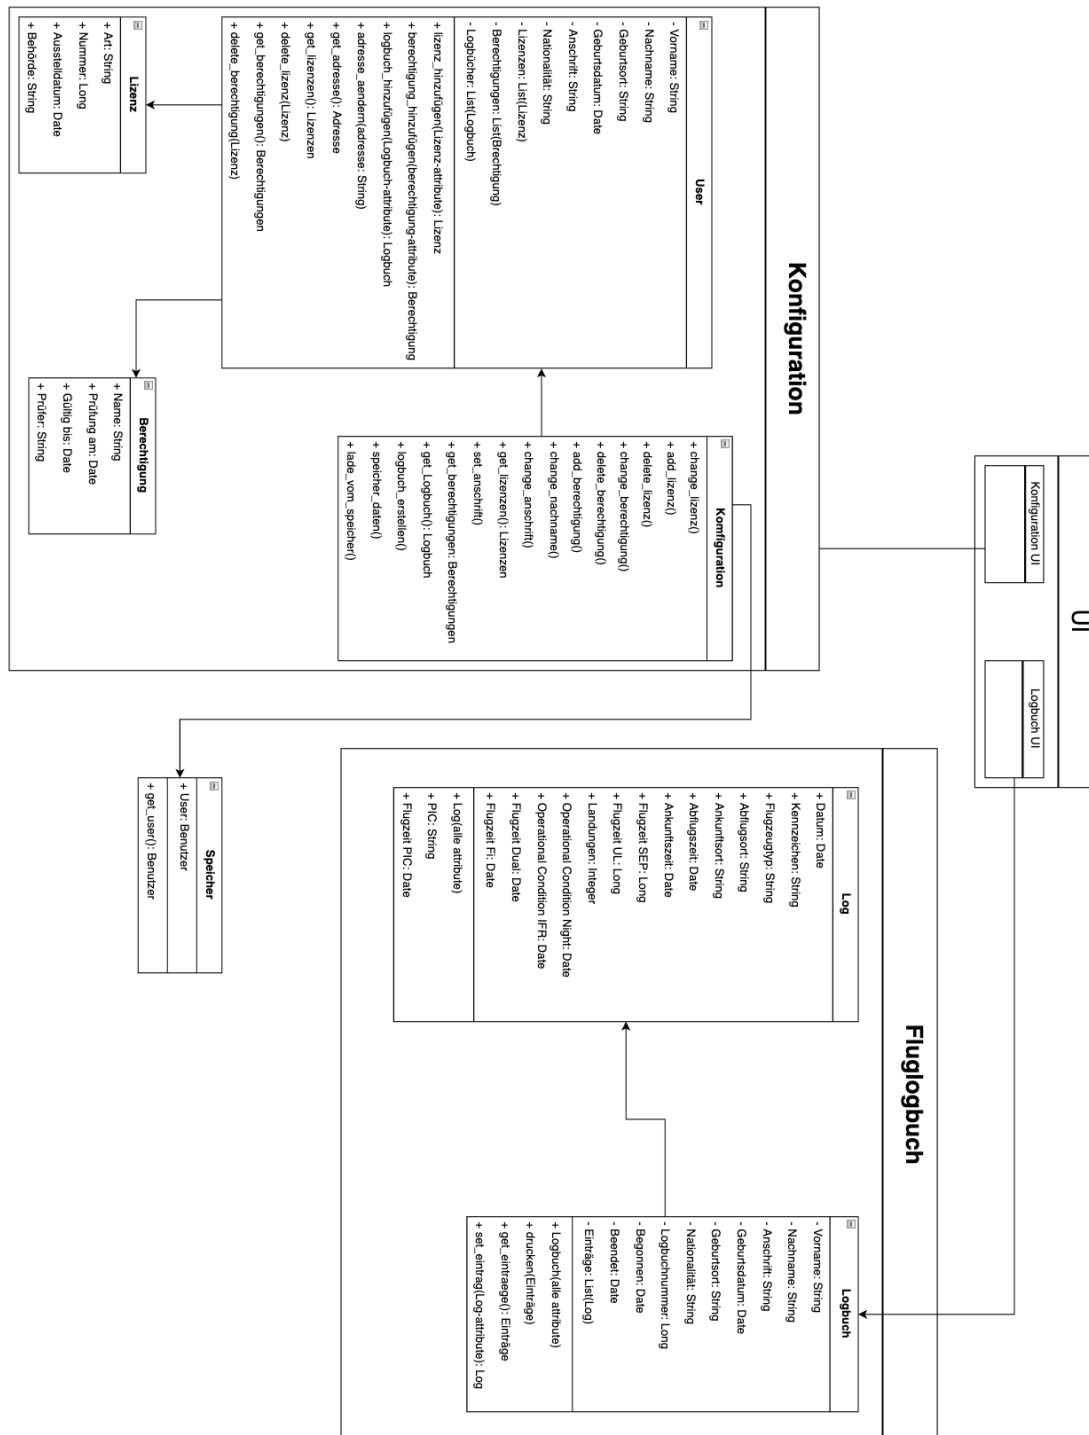 UI
Konfiguration UI
Logbuch UI
Konfiguration
User
- Vorname: String
- Nachname: String
- Geburtsort: String
- Geburtsdatum: Date
- Anschrift: String
- Nationalität: String
- Lizenzen: List(Lizenz)
- Berechtigungen: List(Brechtigung)
- Logbücher: List(Logbuch)
+ lizenz_hinzufügen(Lizenz-attribute): Lizenz
+ berechtigung_hinzufügen(berechtigung-attribute): Berechtigung
+ logbuch_hinzufügen(Logbuch-attribute): Logbuch
+ adresse_aendern(adresse: String)
+ get_adresse(): Adresse
+ get_lizenzen(): Lizenzen
+ delete_lizenz(Lizenz)
+ get_berechtigungen(): Berechtigungen
+ delete_berechtigung(Lizenz)
Komfiguration
+ change_lizenz()
+ add_lizenz()
+ delete_lizenz()
+ change_berechtigung()
+ delete_berechtigung()
+ add_berechtigung()
+ change_nachname()
+ change_anschrift()
+ set_anschrift()
+ get_lizenzen(): Lizenzen
+ get_berechtigungen: Berechtigungen
+ get_Logbuch(): Logbuch
+ logbuch_erstellen()
+ speicher_daten()
+ lade_vom_speicher()
Lizenz
+ Art: String
+ Nummer: Long
+ Ausstelldatum: Date
+ Behörde: String
Berechtigung
+ Name: String
+ Prüfung am: Date
+ Gültig bis: Date
+ Prüfer: String
Fluglogbuch
Log
+ Datum: Date
+ Kennzeichen: String
+ Flugzeugtyp: String
+ Abflugsort: String
+ Ankunftsort: String
+ Abflugszeit: Date
+ Ankunftszeit: Date
+ Flugzeit SEP: Long
+ Flugzeit UL: Long
+ Landungen: Integer
+ Operational Condition Night: Date
+ Operational Condition IFR: Date
+ Flugzeit Dual: Date
+ Flugzeit Fi: Date
+ Log(alle attribute)
+ PIC: String
+ Flugzeit PIC: Date
Logbuch
- Vorname: String
- Nachname: String
- Anschrift: String
- Geburtsdatum: Date
- Geburtsort: String
- Nationalität: String
- Logbuchnummer: Long
- Begonnen: Date
- Beendet: Date
- Einträge: List(Log)
+ Logbuch(alle attribute)
+ drucken(Einträge)
+ get_eintraege(): Einträge
+ set_eintrag(Log-attribute): Log
Speicher
+ User: Benutzer
+ get_user(): Benutzer